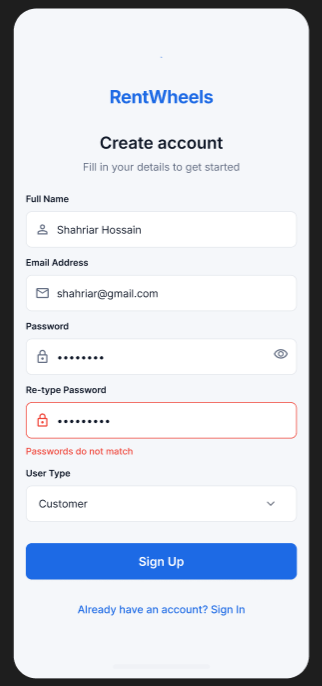 RentWheels
Create account
Fill in your details to get started
Full Name
Shahriar Hossain
Email Address
shahriar@gmail.com
Password
••••••••
Re-type Password
•••••••••
Passwords do not match
User Type
Customer
Sign Up
Already have an account? Sign In